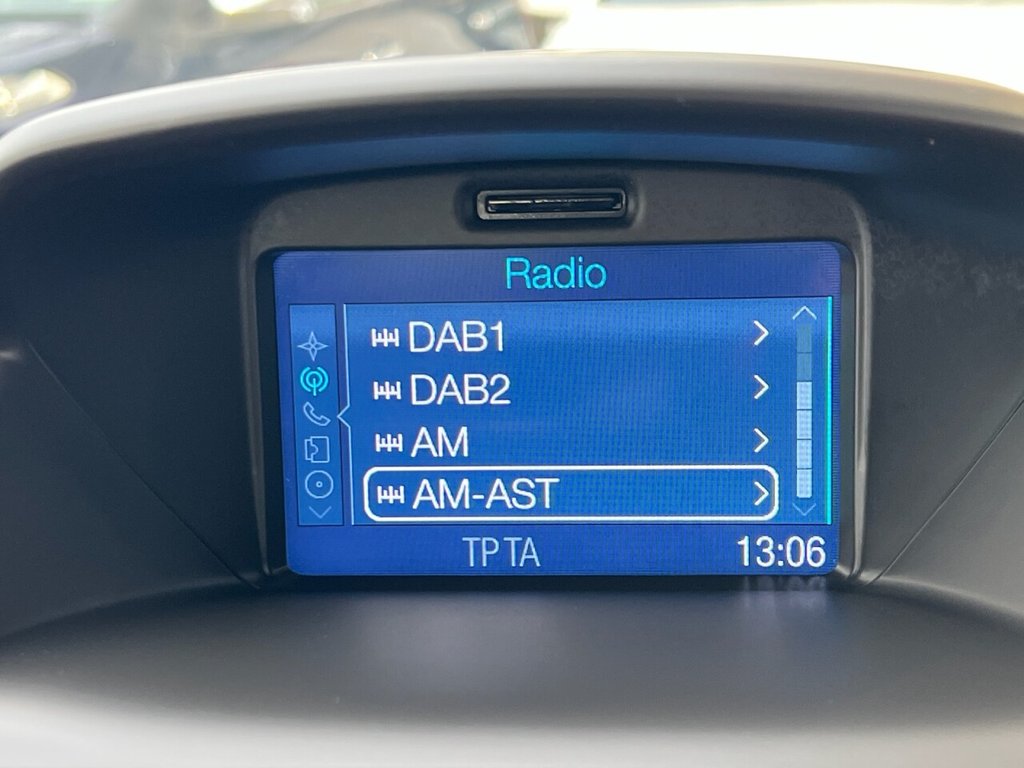 Radio
DAB1
DAB2
AM
AM-AST
TP TA 13:06